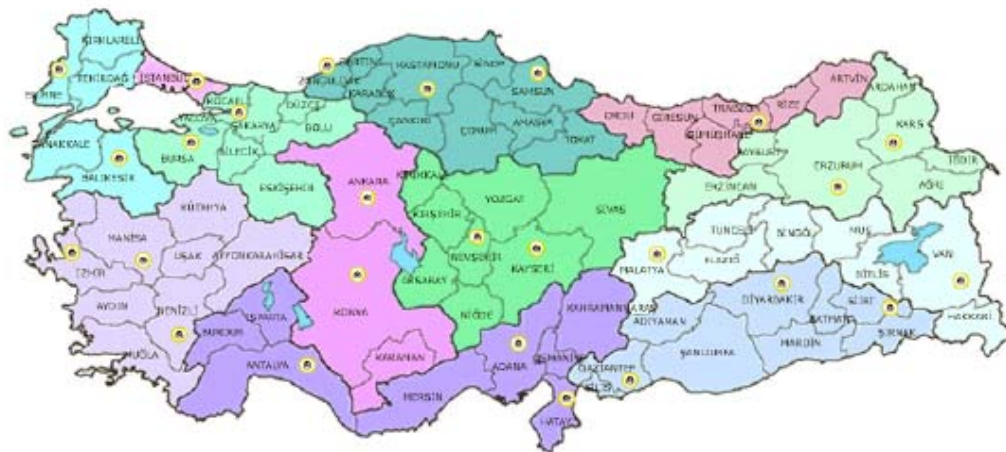 KIRKLARELİ
TEKİRDAĞ
İSTANBUL
EDİRNE
KOCAELİ
YALOVA
SAKARYA
DÜZCE
BOLU
BİLECİK
BURSA
ÇANAKKALE
BALIKESİR
ESKİŞEHİR
ZONGULDAK
BARTIN
KARABÜK
KASTAMONU
SİNOP
SAMSUN
ÇANKIRI
ÇORUM
AMASYA
TOKAT
ORDU
GİRESUN
TRABZON
GÜMÜŞHANE
RİZE
ARTVİN
ARDAHAN
KARS
IĞDIR
AĞRI
ERZURUM
BAYBURT
ERZİNCAN
ANKARA
KIRIKKALE
KIRŞEHİR
YOZGAT
SİVAS
NEVŞEHİR
KAYSERİ
AKSARAY
NİĞDE
KONYA
KARAMAN
KÜTAHYA
MANİSA
UŞAK
AFYONKARAHİSAR
İZMİR
AYDIN
DENİZLİ
MUĞLA
BURDUR
ISPARTA
ANTALYA
MERSİN
ADANA
OSMANİYE
KAHRAMANMARAŞ
HATAY
MALATYA
TUNCELİ
ELAZIĞ
BİNGÖL
MUŞ
BİTLİS
VAN
HAKKARİ
ADIYAMAN
DİYARBAKIR
BATMAN
SİİRT
ŞIRNAK
MARDİN
ŞANLIURFA
GAZİANTEP
KİLİS